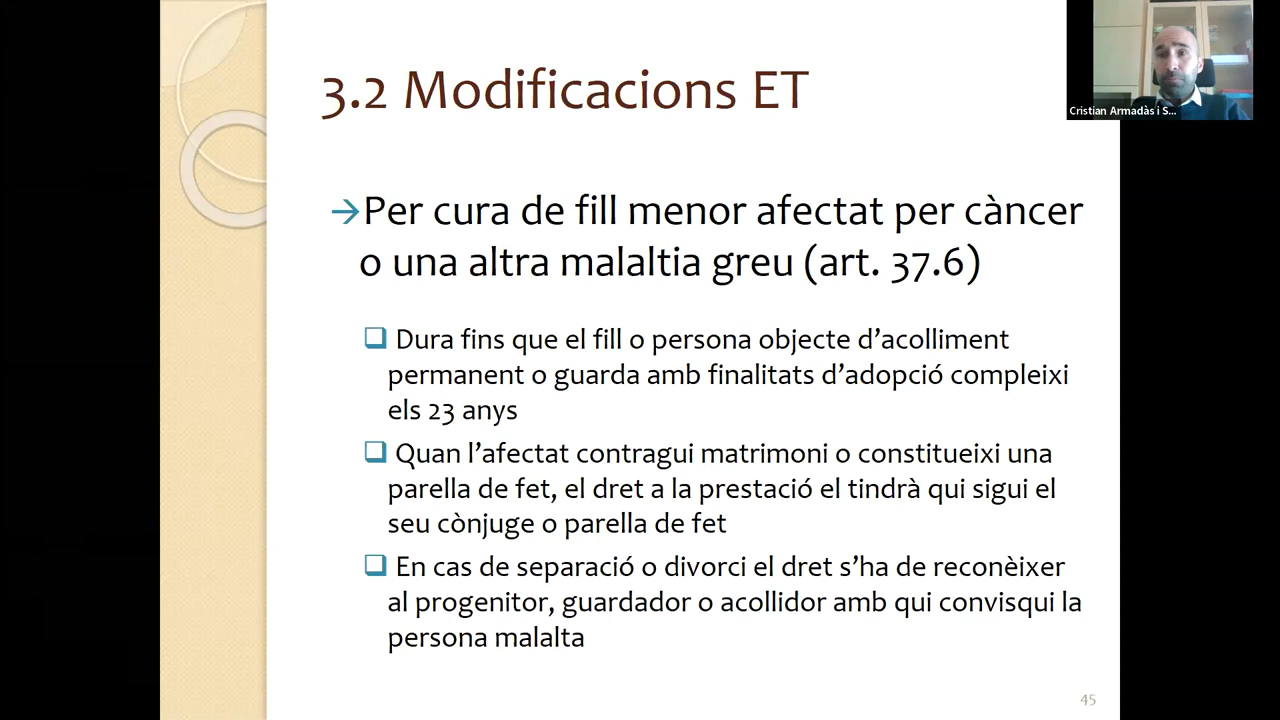 3.2 Modificacions ET
Cristian Armadàs i S...
→Per cura de fill menor afectat per càncer
o una altra malaltia greu (art. 37.6)
❑ Dura fins que el fill o persona objecte d’acolliment
permanent o guarda amb finalitats d’adopció compleixi
els 23 anys
❑ Quan l’afectat contragui matrimoni o constitueixi una
parella de fet, el dret a la prestació el tindrà qui sigui el
seu cònjuge o parella de fet
❑ En cas de separació o divorci el dret s’ha de reconèixer
al progenitor, guardador o acollidor amb qui convisqui la
persona malalta
45